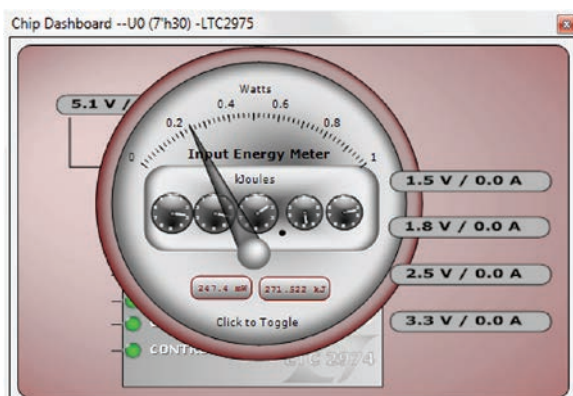 Chip Dashboard --U0 (7'h30) -LTC2975
Watts
5.1 V /
0 0.2 0.4 0.6 0.8 1
Input Energy Meter
kJoules
1.5 V / 0.0 A
1.8 V / 0.0 A
2.5 V / 0.0 A
247.4 mW 271.522 kJ
Click to Toggle
3.3 V / 0.0 A
CONTR
LTC 2974